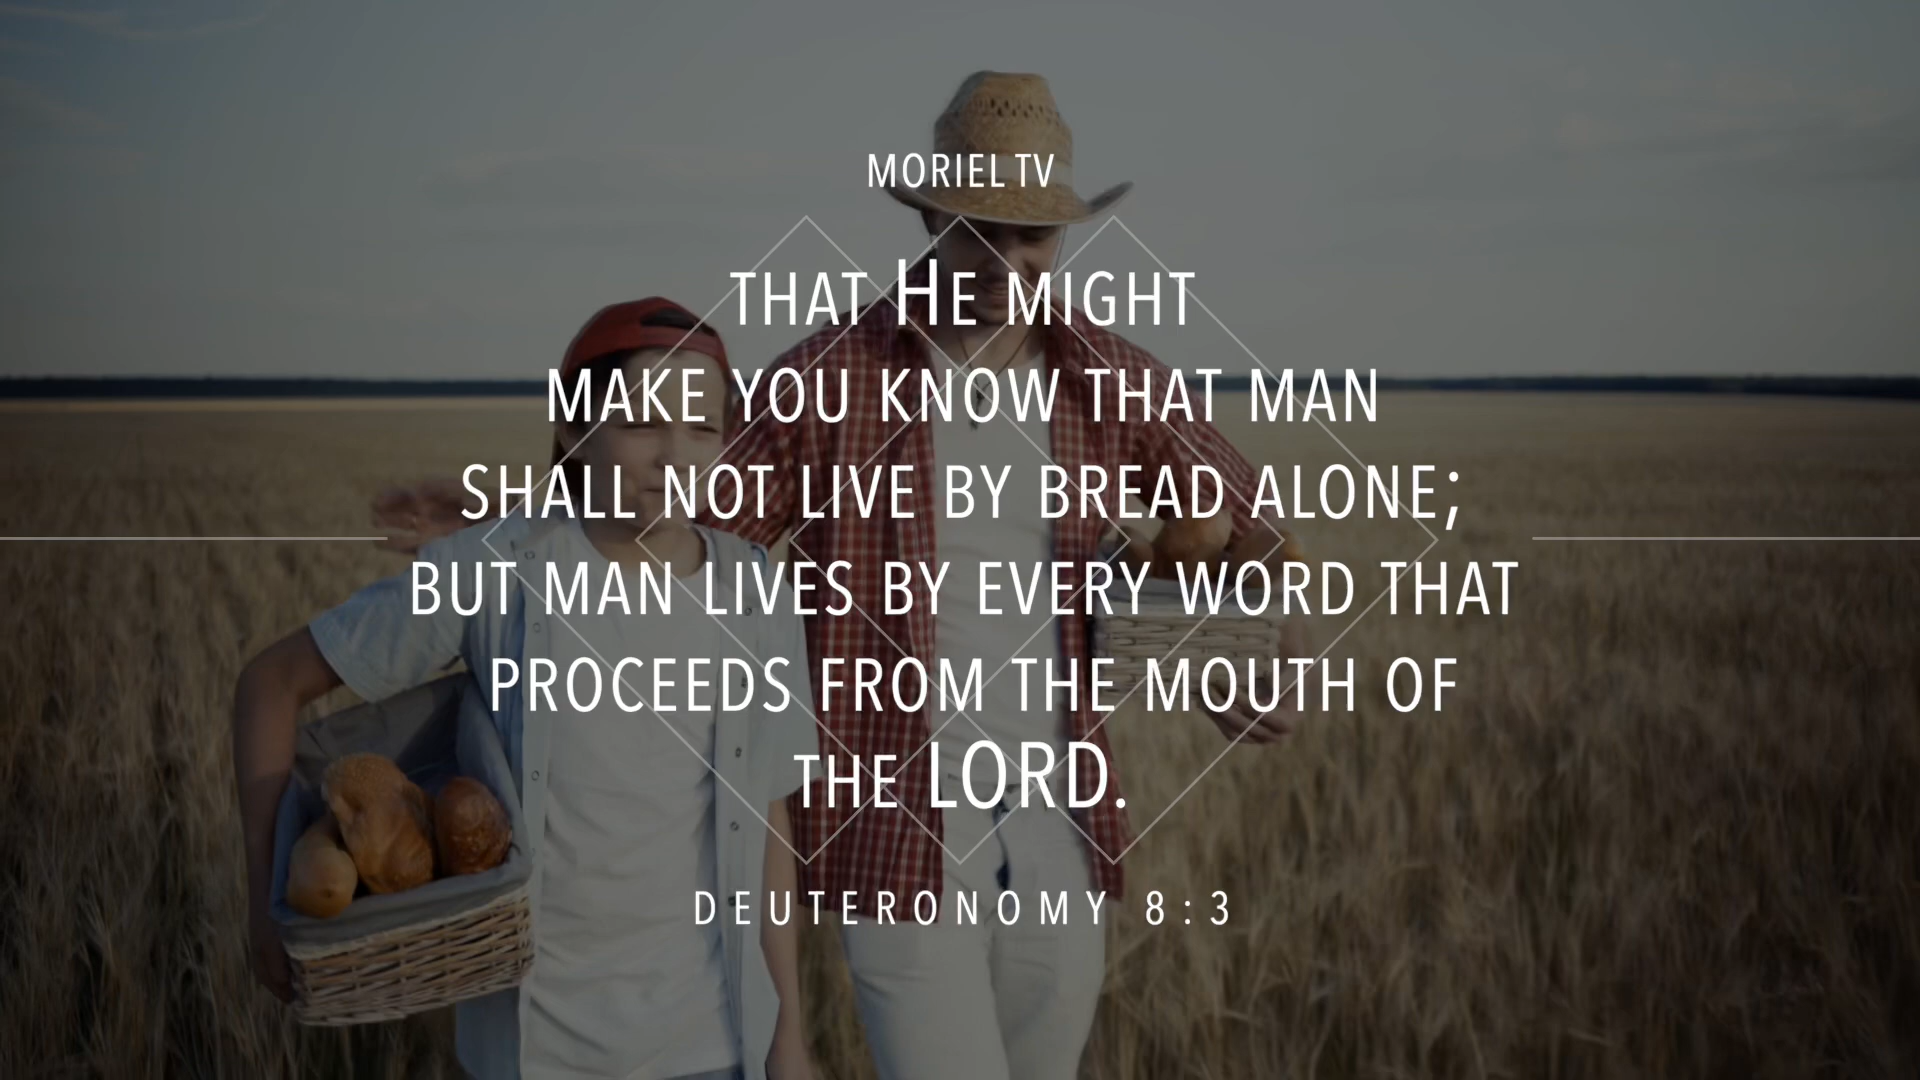 MORIEL TV
THAT HE MIGHT
MAKE YOU KNOW THAT MAN
SHALL NOT LIVE BY BREAD ALONE;
BUT MAN LIVES BY EVERY WORD THAT
PROCEEDS FROM THE MOUTH OF
THE LORD.
DEUTERONOMY 8:3